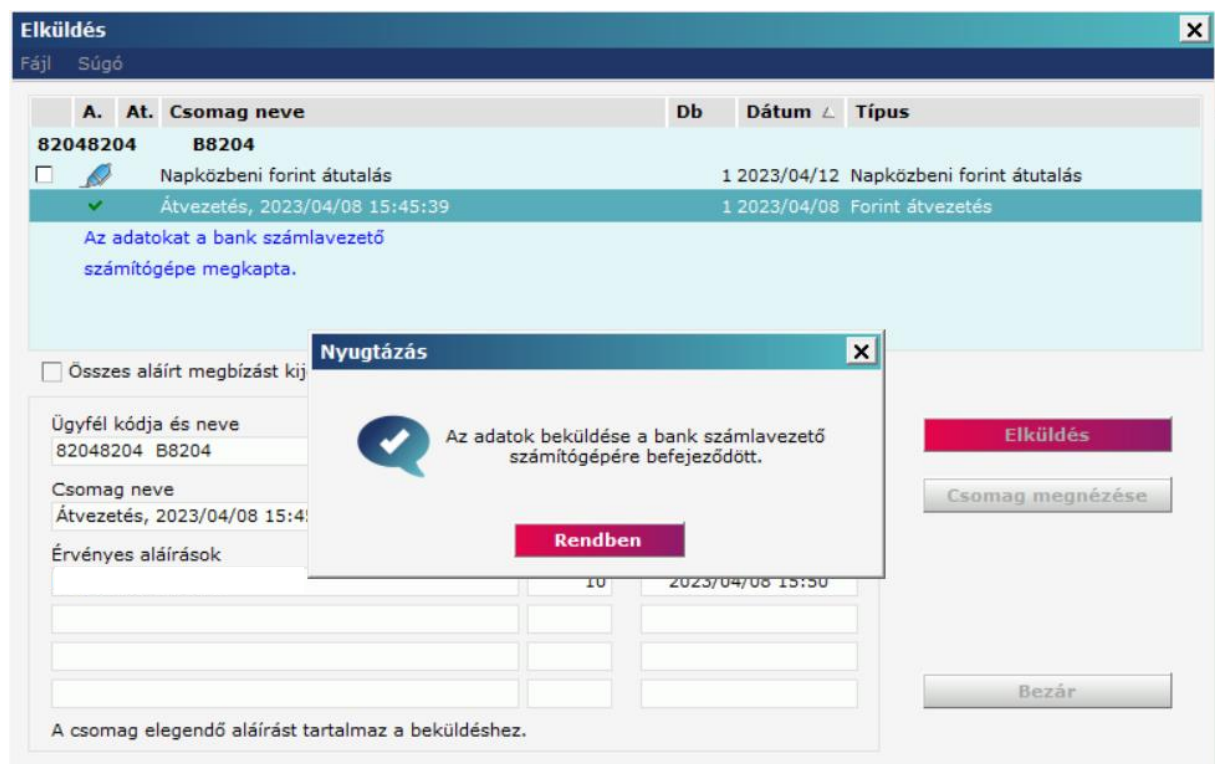 Elküldés
Fájl Súgó
A. At. Csomag neve Db Dátum Típus
82048204 B8204
Napközbeni forint átutalás 1 2023/04/12 Napközbeni forint átutalás
Átvezetés, 2023/04/08 15:45:39 1 2023/04/08 Forint átvezetés
Az adatokat a bank számlavezető
számítógépe megkapta.
Nyugtázás
Az adatok beküldése a bank számlavezető
számítógépére befejeződött.
Rendben
Összes aláírt megbízást kij
Ügyfél kódja és neve
82048204 B8204
Elküldés
Csomag neve
Csomag megnézése
Átvezetés, 2023/04/08 15:4
Érvényes aláírások
10 2023/04/08 15:50
Bezár
A csomag elegendő aláírást tartalmaz a beküldéshez.